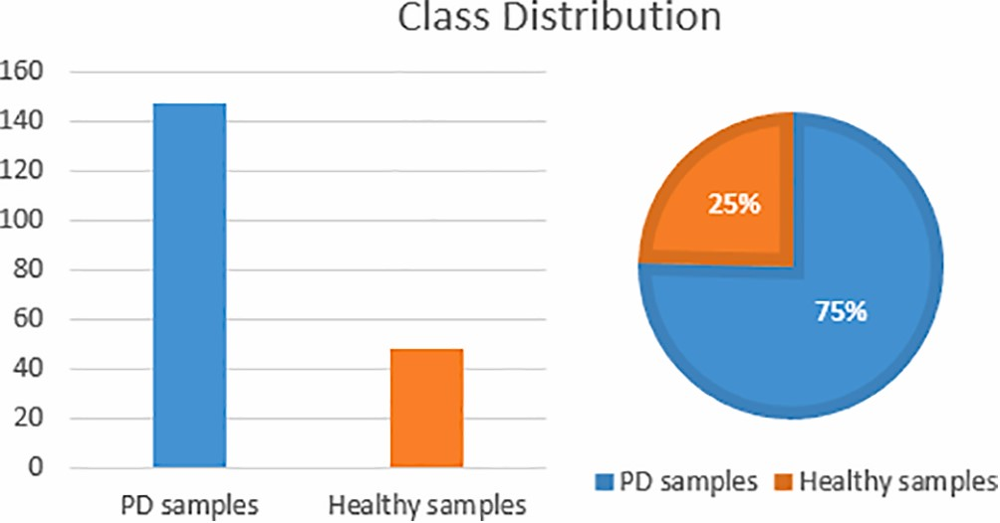 Class Distribution
160
140
120
100
80
60
40
20
0
PD samples
Healthy samples
25%
75%
PD samples
Healthy samples